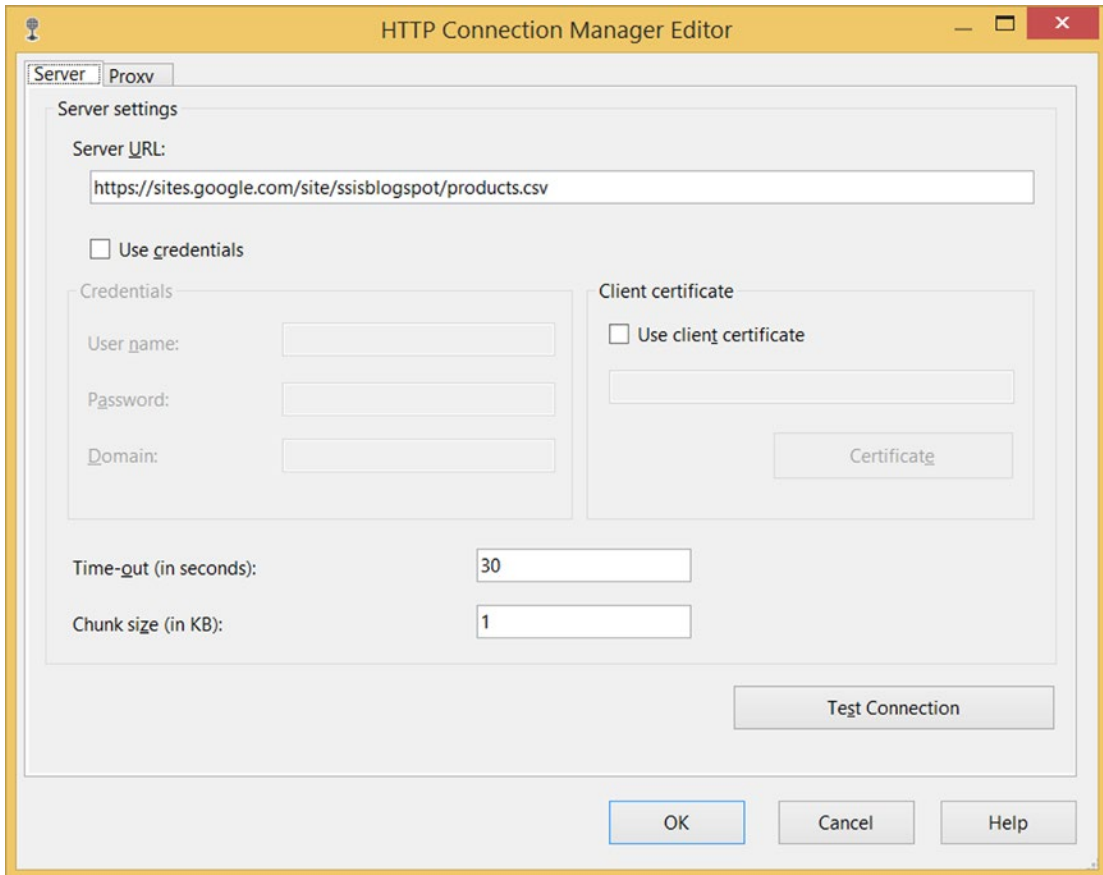 HTTP Connection Manager Editor
Server Proxy
Server settings
Server URL:
https://sites.google.com/site/ssisblogspot/products.csv
Use credentials
Credentials
User name:
Password:
Domain:
Client certificate
Use client certificate
Certificate
Time-out (in seconds):
30
Chunk size (in KB):
1
Test Connection
OK Cancel Help